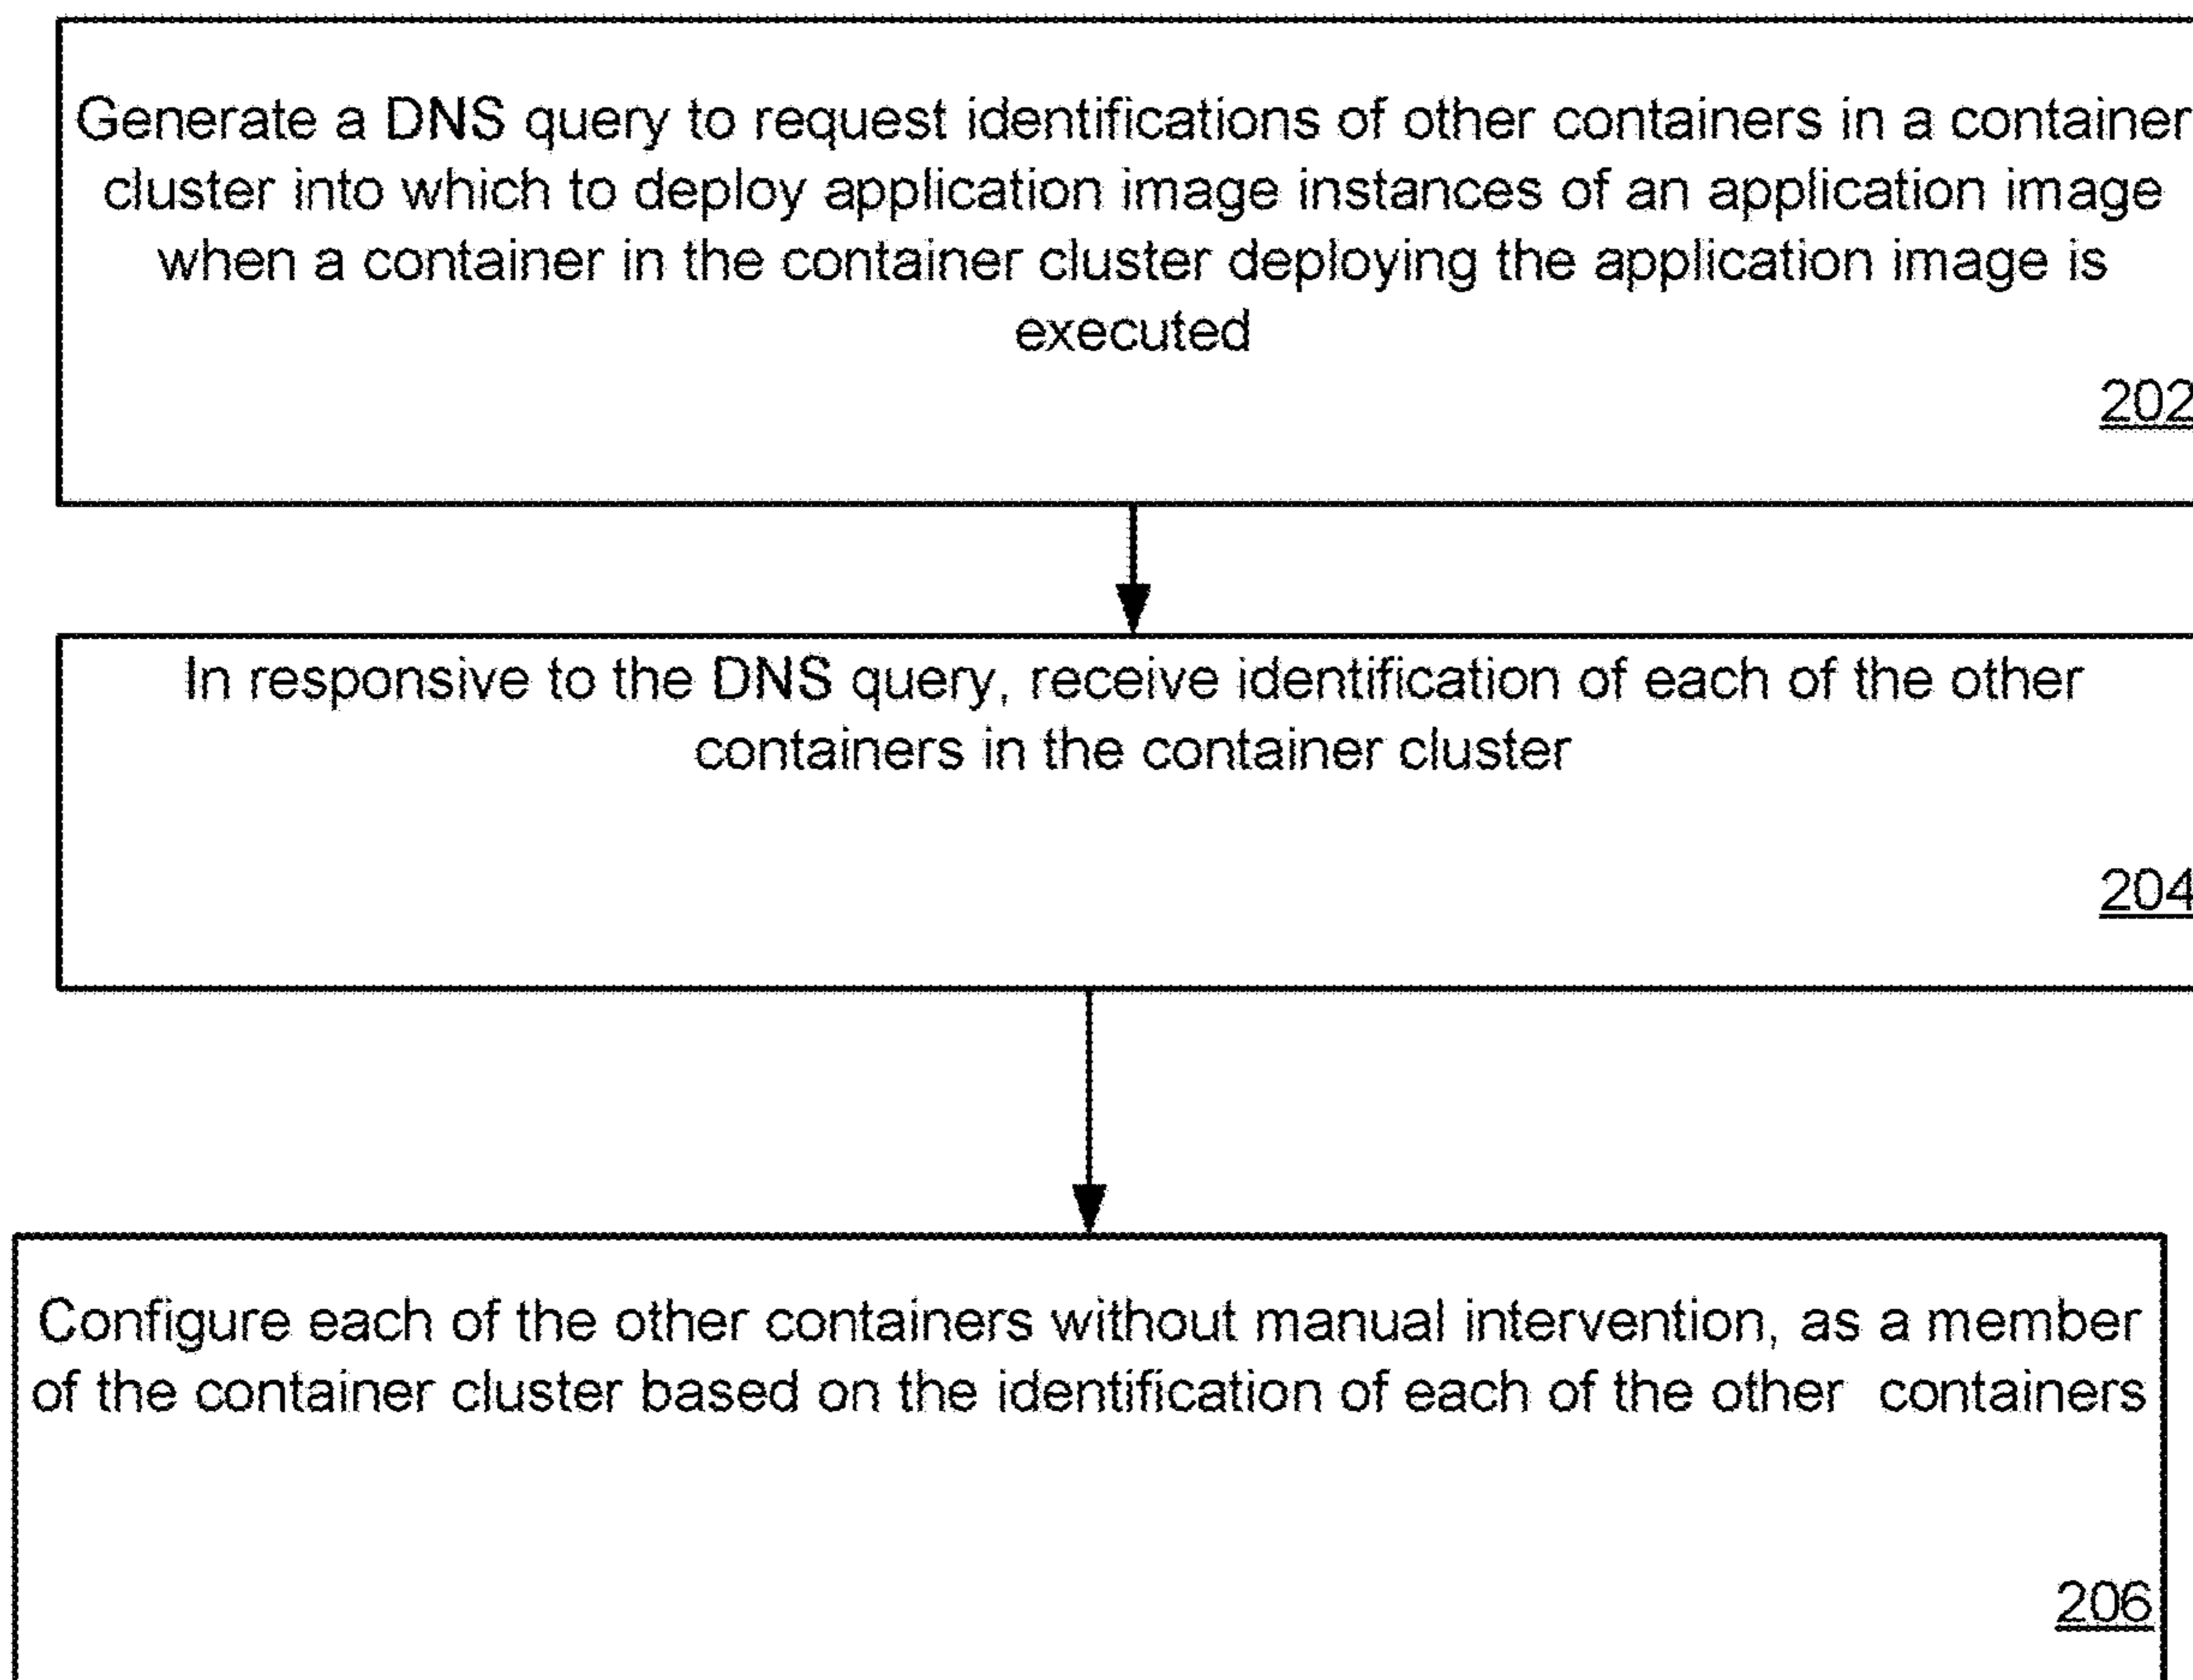 Generate a DNS query to request identifications of other containers in a container
cluster into which to deploy application image instances of an application image
when a container in the container cluster deploying the application image is
executed
202
In responsive to the DNS query, receive identification of each of the other
containers in the container cluster
204
Configure each of the other containers without manual intervention, as a member
of the container cluster based on the identification of each of the other containers
206